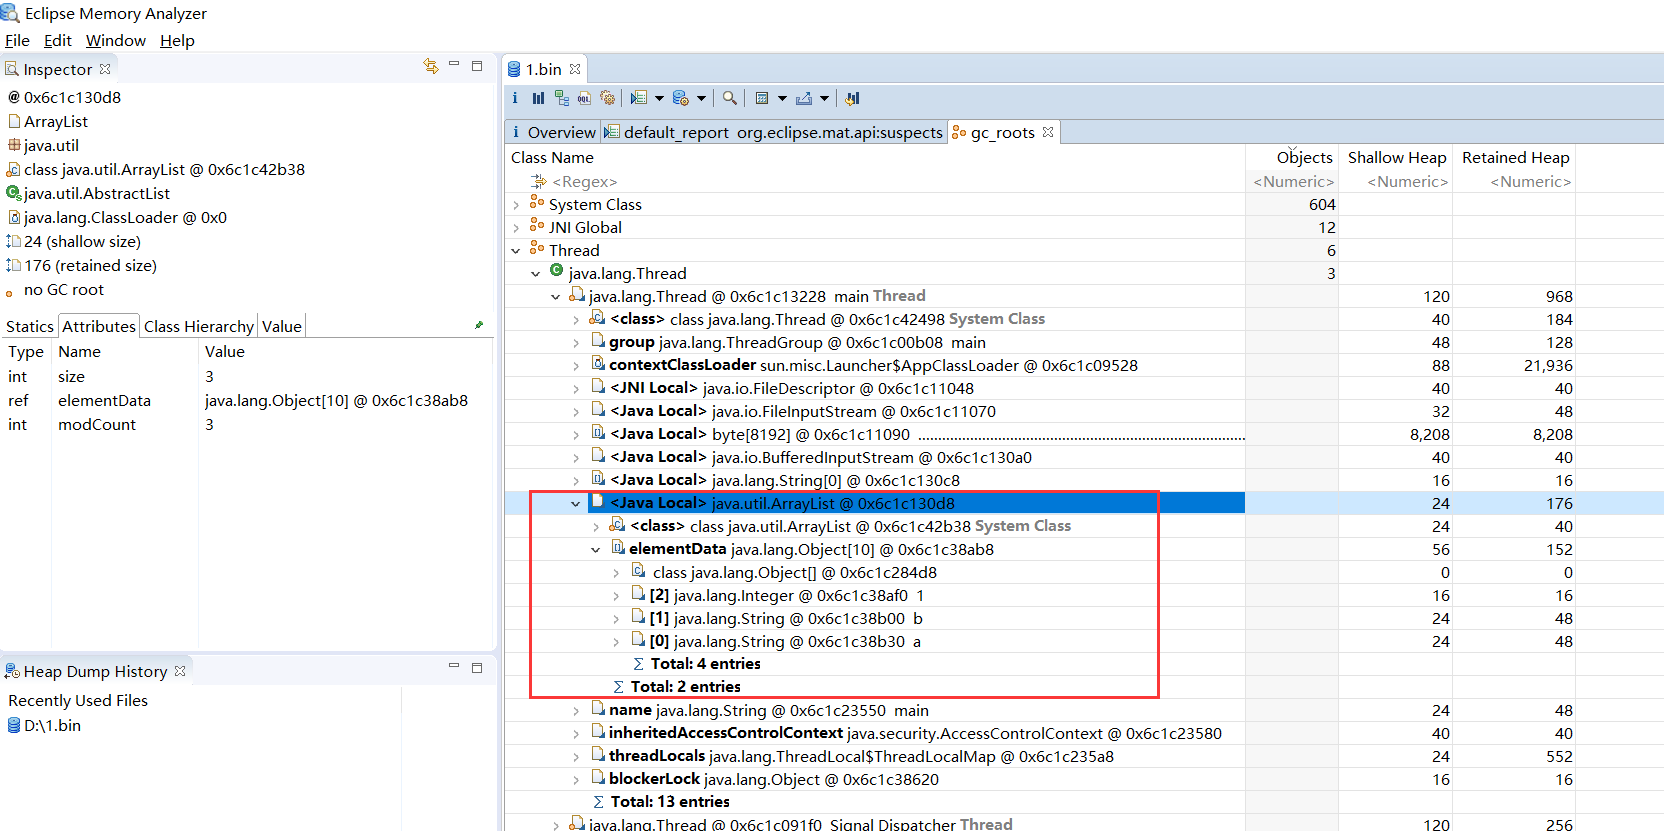 Eclipse Memory Analyzer
File Edit Window Help
Inspector
@ 0x6c1c130d8
ArrayList
java.util
class java.util.ArrayList @ 0x6c1c42b38
java.util.AbstractList
java.lang.ClassLoader @ 0x0
24 (shallow size)
176 (retained size)
no GC root
Statics Attributes Class Hierarchy Value
Type Name Value
int size 3
ref elementData java.lang.Object[10] @ 0x6c1c38ab8
int modCount 3
Heap Dump History
Recently Used Files
D:\1.bin
1.bin
i OQL
i Overview default_report org.eclipse.mat.api:suspects gc_roots
Class Name Objects Shallow Heap Retained Heap
<Regex> <Numeric> <Numeric> <Numeric>
System Class 604
JNI Global 12
Thread 6
java.lang.Thread 3
java.lang.Thread @ 0x6c1c13228 main Thread 120 968
<class> class java.lang.Thread @ 0x6c1c42498 System Class 40 184
group java.lang.ThreadGroup @ 0x6c1c00b08 main 48 128
contextClassLoader sun.misc.Launcher$AppClassLoader @ 0x6c1c09528 88 21,936
<JNI Local> java.io.FileDescriptor @ 0x6c1c11048 40 40
<Java Local> java.io.FileInputStream @ 0x6c1c11070 32 48
<Java Local> byte[8192] @ 0x6c1c11090 8,208 8,208
<Java Local> java.io.BufferedInputStream @ 0x6c1c130a0 40 40
<Java Local> java.lang.String[0] @ 0x6c1c130c8 16 16
<Java Local> java.util.ArrayList @ 0x6c1c130d8 24 176
<class> class java.util.ArrayList @ 0x6c1c42b38 System Class 24 40
elementData java.lang.Object[10] @ 0x6c1c38ab8 56 152
class java.lang.Object[] @ 0x6c1c284d8 0 0
[2] java.lang.Integer @ 0x6c1c38af0 1 16 16
[1] java.lang.String @ 0x6c1c38b00 b 24 48
[0] java.lang.String @ 0x6c1c38b30 a 24 48
Σ Total: 4 entries
Σ Total: 2 entries
name java.lang.String @ 0x6c1c23550 main 24 48
inheritedAccessControlContext java.security.AccessControlContext @ 0x6c1c23580 40 40
threadLocals java.lang.ThreadLocal$ThreadLocalMap @ 0x6c1c235a8 24 552
blockerLock java.lang.Object @ 0x6c1c38620 16 16
Σ Total: 13 entries
java.lang.Thread @ 0x6c1c091f0 Signal Dispatcher Thread 120 256